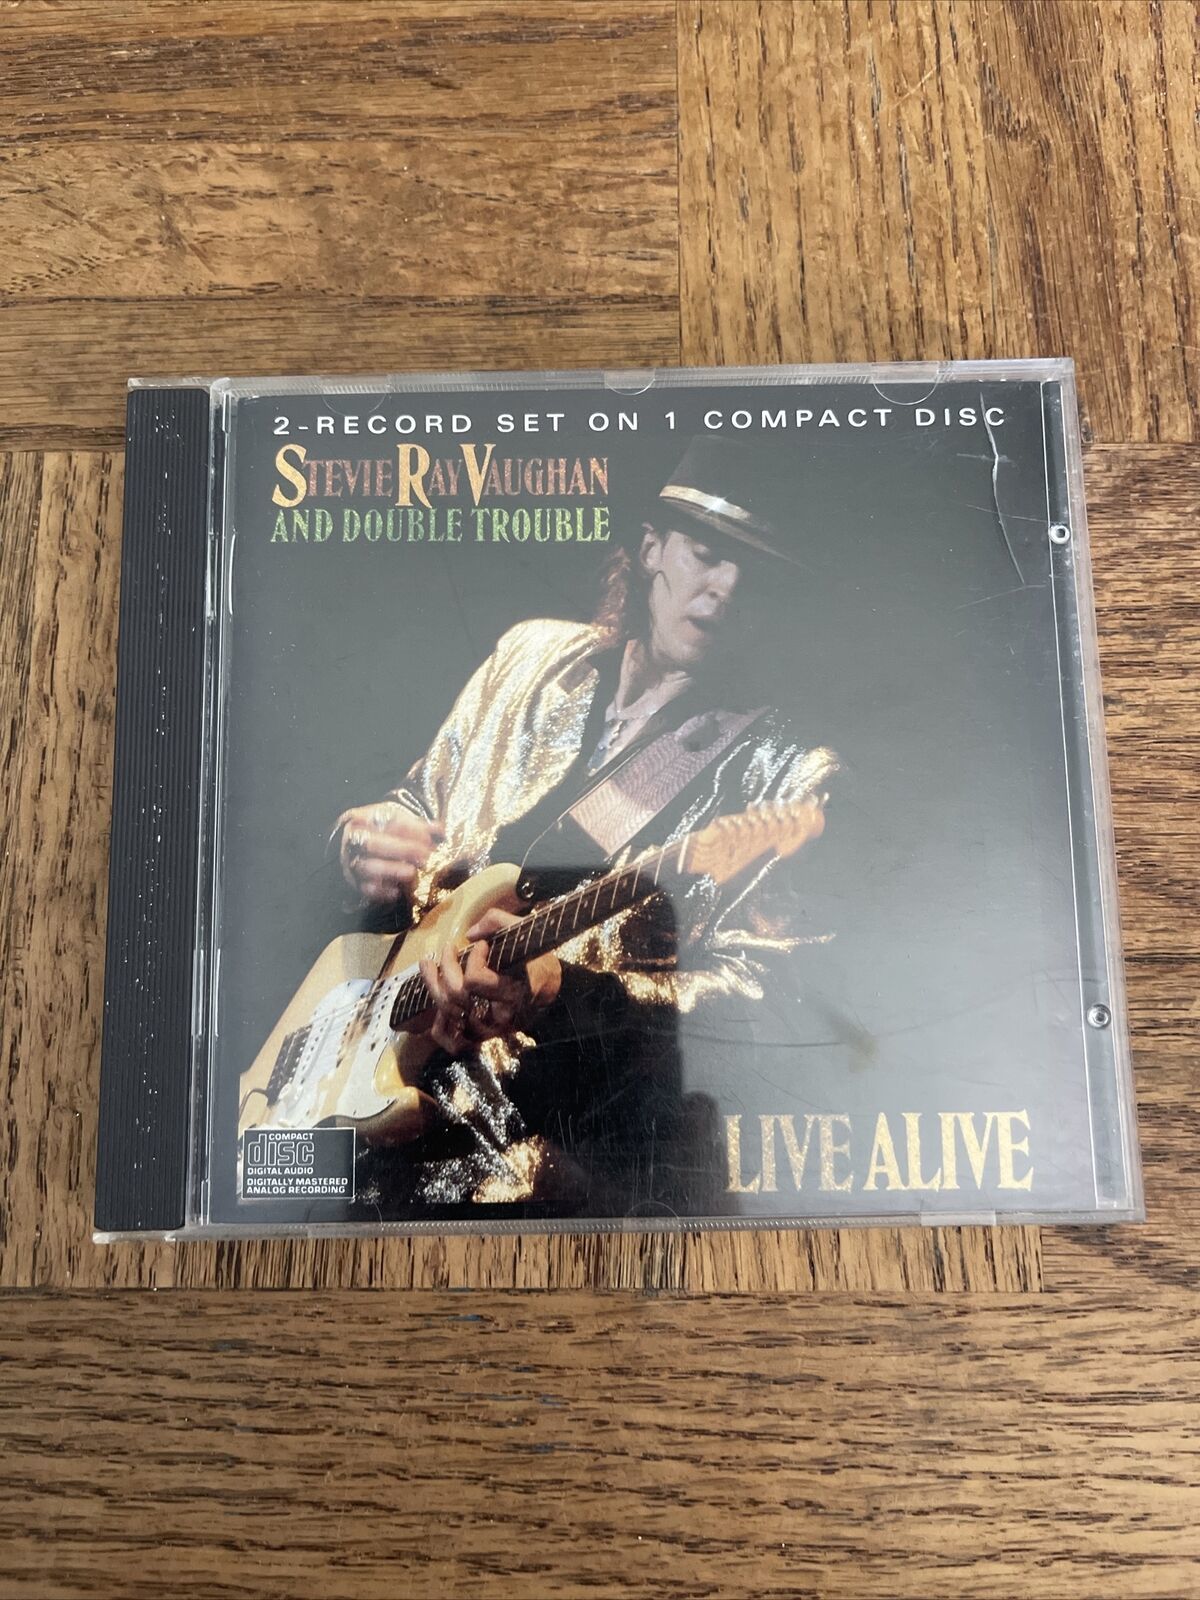 2-RECORD SET ON 1 COMPACT DISC
STEVIE RAY VAUGHAN
AND DOUBLE TROUBLE
LIVE ALIVE
COMPACT
disc
DIGITAL AUDIO
DIGITALLY MASTERED
ANALOG RECORDING